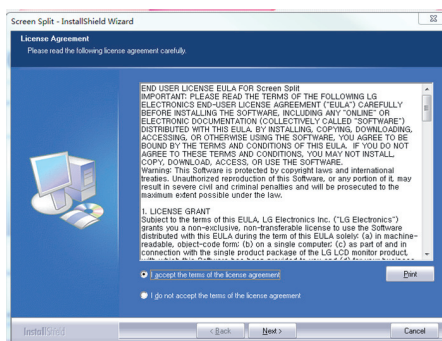 Screen Split - InstallShield Wizard
License Agreement
Please read the following license agreement carefully.
END USER LICENSE EULA FOR Screen Split
IMPORTANT: PLEASE READ THE TERMS OF THE FOLLOWING LG
ELECTRONICS END-USER LICENSE AGREEMENT ("EULA") CAREFULLY
BEFORE INSTALLING THE SOFTWARE, INCLUDING ANY "ONLINE" OR
ELECTRONIC DOCUMENTATION (COLLECTIVELY CALLED "SOFTWARE")
DISTRIBUTED WITH THIS EULA. BY INSTALLING, COPYING, DOWNLOADING,
ACCESSING, OR OTHERWISE USING THE SOFTWARE, YOU AGREE TO BE
BOUND BY THE TERMS AND CONDITIONS OF THIS EULA. IF YOU DO NOT
AGREE TO THESE TERMS AND CONDITIONS, YOU MAY NOT INSTALL,
COPY, DOWNLOAD, ACCESS, OR USE THE SOFTWARE.
Warning: This Software is protected by copyright laws and international
treaties. Unauthorized reproduction of this Software, or any portion of it, may
result in severe civil and criminal penalties and will be prosecuted to the
maximum extent possible under the law.
1. LICENSE GRANT
Subject to the terms of this EULA, LG Electronics Inc. ("LG Electronics")
grants you a non-exclusive, non-transferable license to use the Software
distributed with this EULA during the term of this EULA solely: (a) in machine-
readable, object-code form; (b) on a single computer; (c) as part of and in
connection with the single product package of the LG LCD monitor product,
I accept the terms of the license agreement
Print
I do not accept the terms of the license agreement
InstallShield
< Back
Next >
Cancel